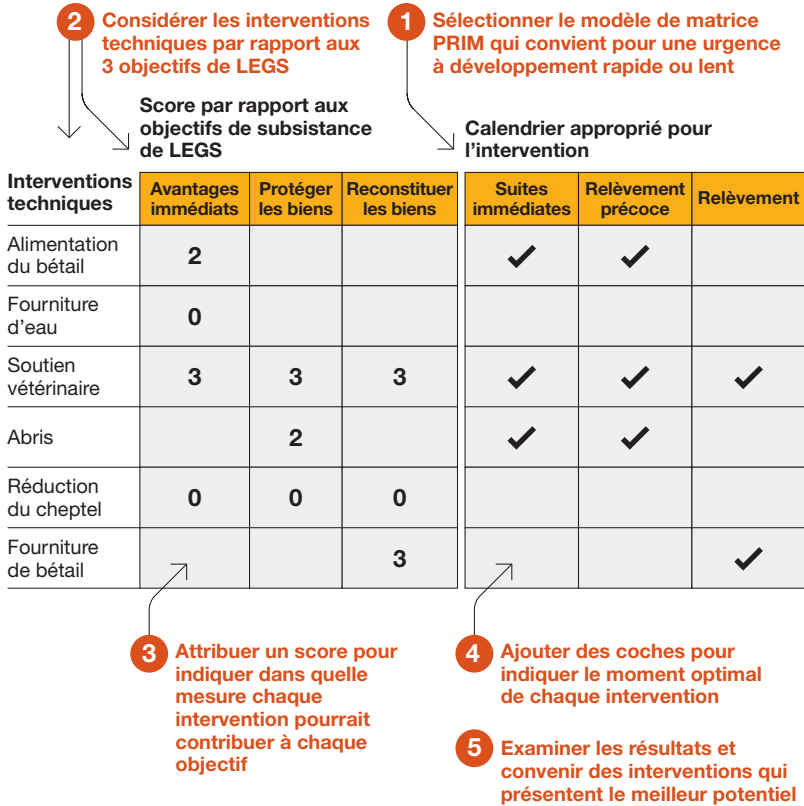 2 Considérer les interventions
techniques par rapport aux
3 objectifs de LEGS
1 Sélectionner le modèle de matrice
PRIM qui convient pour une urgence
à développement rapide ou lent
Score par rapport aux
objectifs de subsistance
de LEGS
Calendrier approprié pour
l'intervention
Interventions
techniques
Avantages
immédiats
Protéger
les biens
Reconstituer
les biens
Suites
immédiates
Relèvement
précoce
Relèvement
Alimentation
du bétail
2 ✓ ✓
Fourniture
d'eau
0
Soutien
vétérinaire
3 3 3 ✓ ✓ ✓
Abris 2 ✓ ✓
Réduction
du cheptel
0 0 0
Fourniture
de bétail
3 ✓
3 Attribuer un score pour
indiquer dans quelle
mesure chaque
intervention pourrait
contribuer à chaque
objectif
4 Ajouter des coches pour
indiquer le moment optimal
de chaque intervention
5 Examiner les résultats et
convenir des interventions qui
présentent le meilleur potentiel